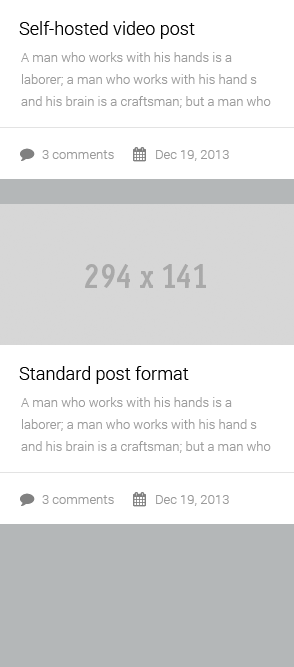 Self-hosted video post
A man who works with his hands is a
laborer; a man who works with his hand s
and his brain is a craftsman; but a man who
3 comments Dec 19, 2013
294 x 141
Standard post format
A man who works with his hands is a
laborer; a man who works with his hand s
and his brain is a craftsman; but a man who
3 comments Dec 19, 2013